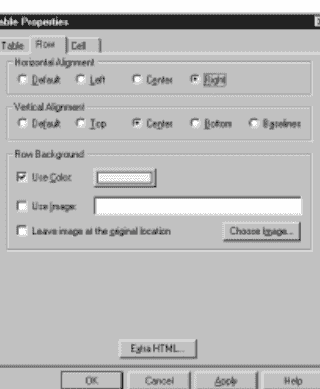 able Properties
Table Row Cell
Horizontal Alignment
Default Left Center Right
Vertical Alignment
Default Top Center Bottom Baselines
Row Background
Use Color:
Use Image:
Leave image at the original location Choose Image...
Extra HTML...
OK Cancel Apply Help